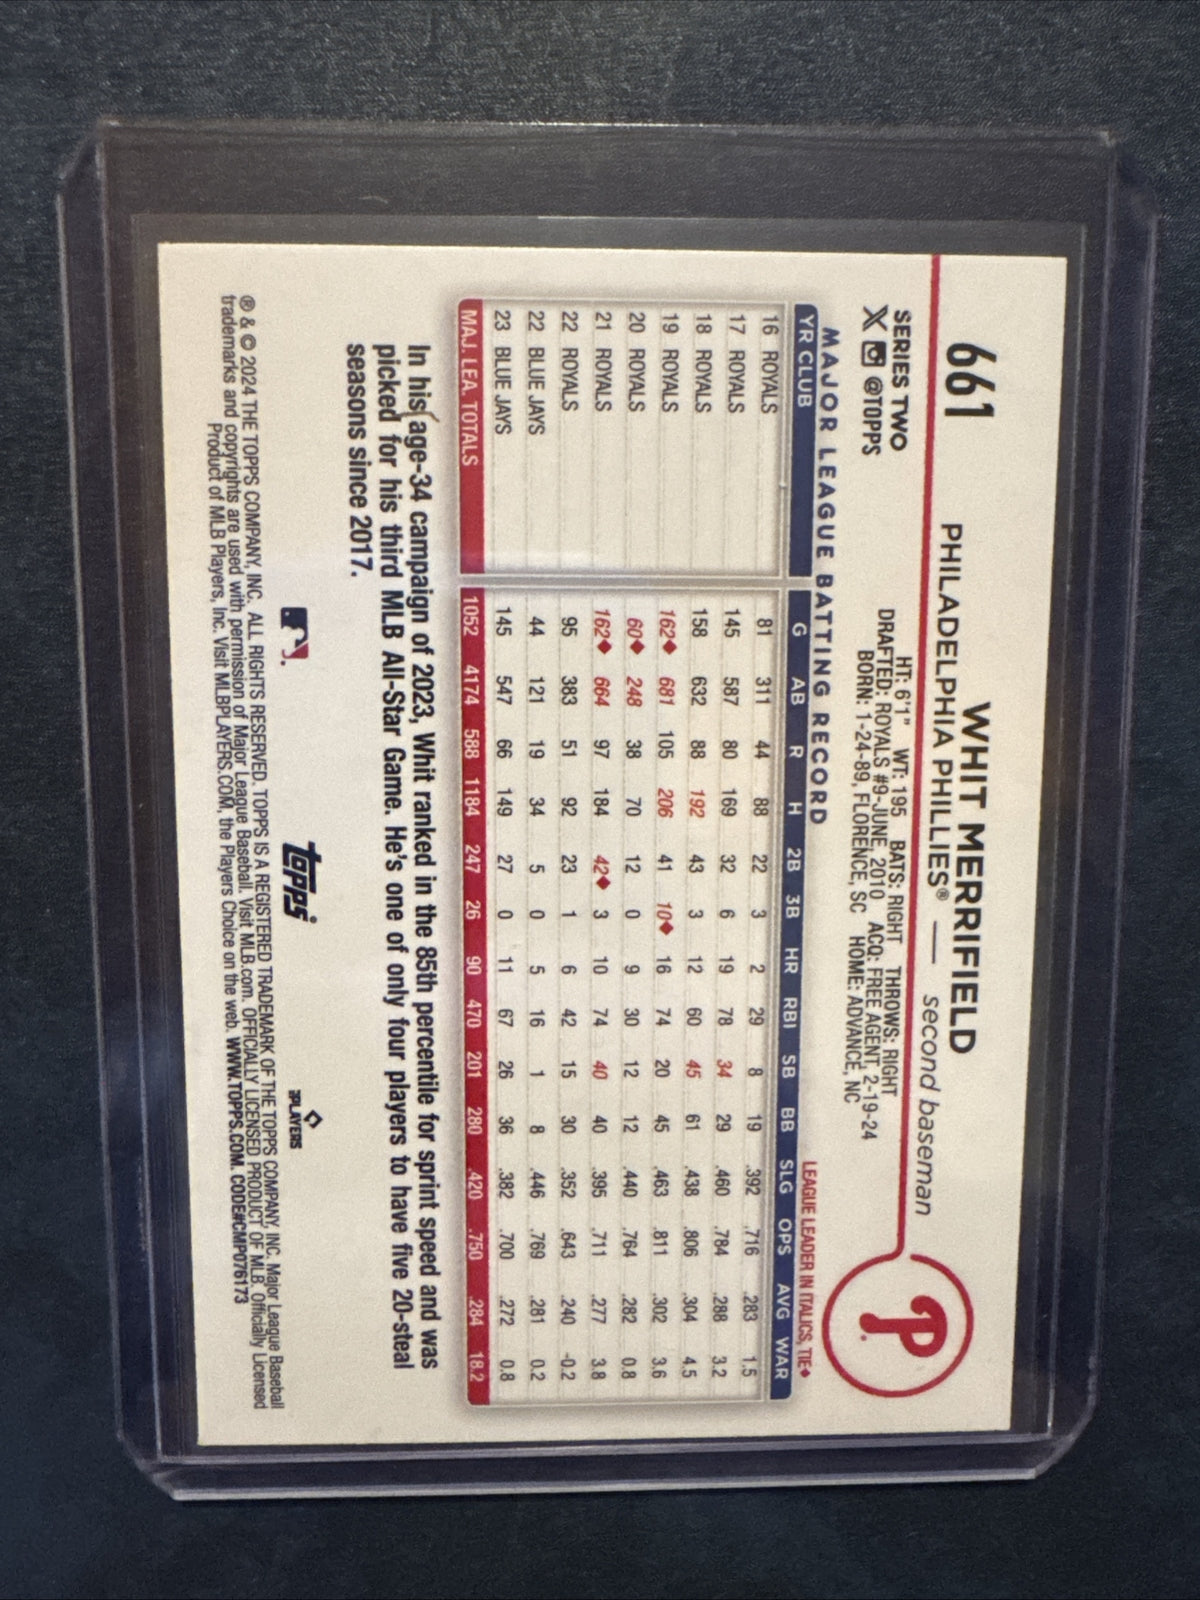 661
WHIT MERRIFIELD
PHILADELPHIA PHILLIES® — second baseman
P
SERIES TWO
X @TOPPS
HT: 6'1" WT: 195 BATS: RIGHT THROWS: RIGHT
DRAFTED: ROYALS #9-JUNE, 2010 ACQ: FREE AGENT, 2-19-24
BORN: 1-24-89, FLORENCE, SC HOME: ADVANCE, NC
MAJOR LEAGUE BATTING RECORD
LEAGUE LEADER IN ITALICS, TIE◆
YR CLUB G AB R H 2B 3B HR RBI SB BB SLG OPS AVG WAR
16 ROYALS 81 311 44 88 22 3 2 29 8 19 .392 .716 .283 1.5
17 ROYALS 145 587 80 169 32 6 19 78 34 29 .460 .784 .288 3.2
18 ROYALS 158 632 88 192 43 3 12 60 45 61 .438 .806 .304 4.5
19 ROYALS 162◆ 681 105 206 41 10◆ 16 74 20 45 .463 .811 .302 3.6
20 ROYALS 60◆ 248 38 70 12 0 9 30 12 12 .440 .764 .282 0.8
21 ROYALS 162◆ 664 97 184 42◆ 3 10 74 40 40 .395 .711 .277 3.8
22 ROYALS 95 383 51 92 23 1 6 42 15 30 .352 .643 .240 -0.2
22 BLUE JAYS 44 121 19 34 5 0 5 16 1 8 .446 .769 .281 0.2
23 BLUE JAYS 145 547 66 149 27 0 11 67 26 36 .382 .700 .272 0.8
MAJ. LEA. TOTALS 1052 4174 588 1184 247 26 90 470 201 280 .420 .750 .284 18.2
In his age-34 campaign of 2023, Whit ranked in the 85th percentile for sprint speed and was
picked for his third MLB All-Star Game. He's one of only four players to have five 20-steal
seasons since 2017.
topps
PLAYERS
® & © 2024 THE TOPPS COMPANY, INC. ALL RIGHTS RESERVED. TOPPS IS A REGISTERED TRADEMARK OF THE TOPPS COMPANY, INC. Major League Baseball
trademarks and copyrights are used with permission of Major League Baseball. Visit MLB.com. OFFICIALLY LICENSED PRODUCT OF MLB. Officially Licensed
Product of MLB Players, Inc. Visit MLBPLAYERS.COM, the Players Choice on the web. WWW.TOPPS.COM. CODE#CMP076173